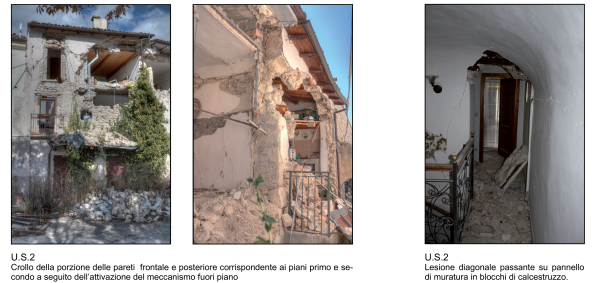 U.S.2
Crollo della porzione delle pareti frontale e posteriore corrispondente ai piani primo e se-
condo a seguito dell'attivazione del meccanismo fuori piano
U.S.2
Lesione diagonale passante su pannello
di muratura in blocchi di calcestruzzo.